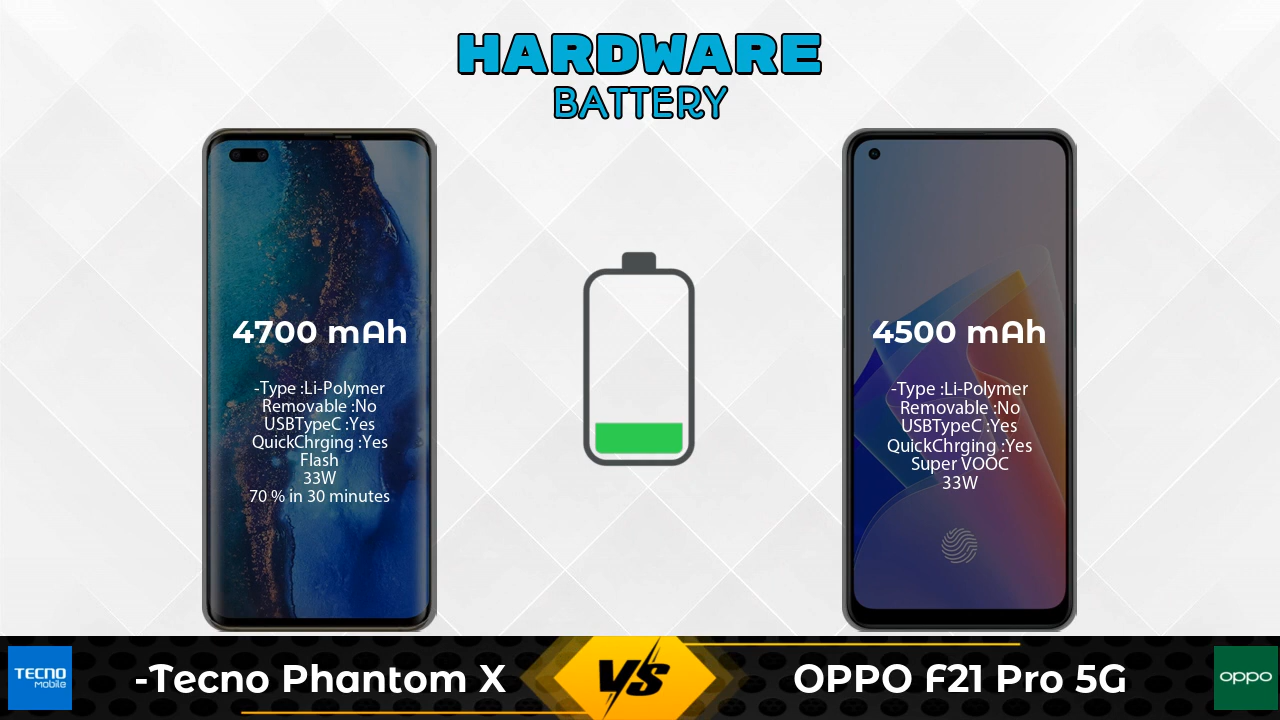 HARDWARE
BATTERY
4700 mAh
-Type :Li-Polymer
Removable :No
USBTypeC :Yes
QuickChrging :Yes
Flash
33W
70 % in 30 minutes
4500 mAh
-Type :Li-Polymer
Removable :No
USBTypeC :Yes
QuickChrging :Yes
Super VOOC
33W
TECNO
mobile
-Tecno Phantom X
VS
OPPO F21 Pro 5G
oppo